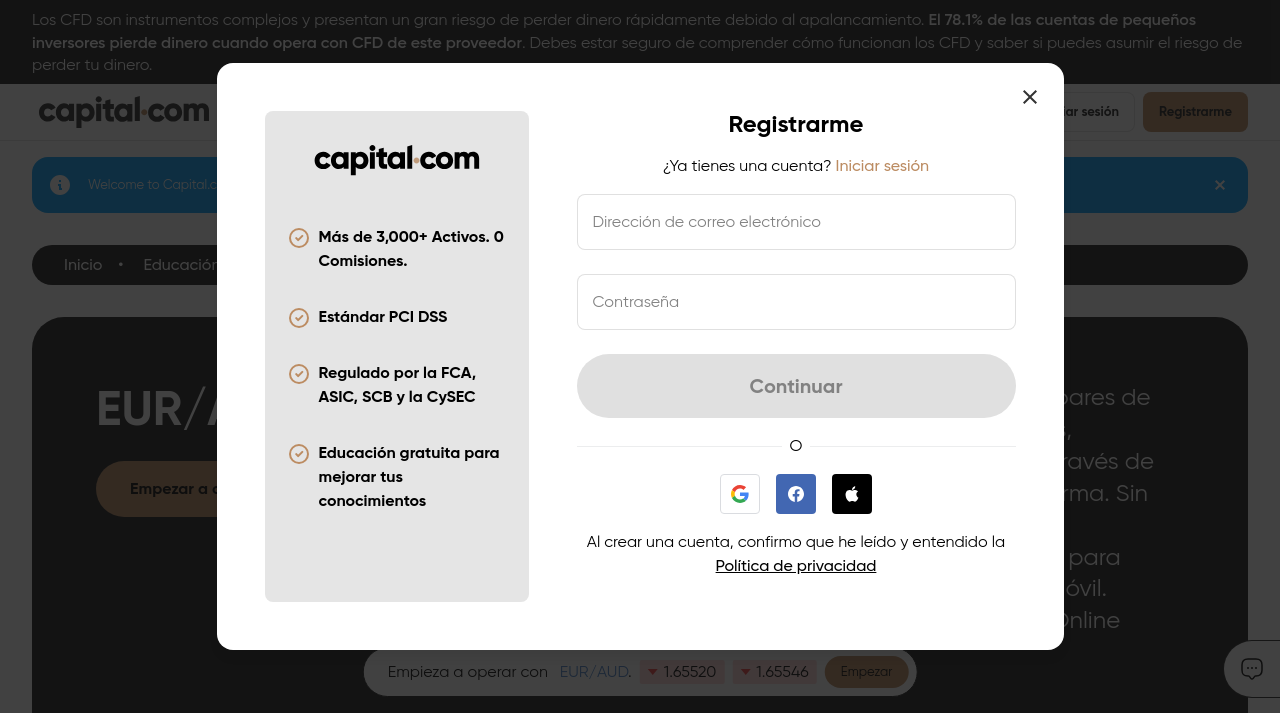 Los CFD son instrumentos complejos y presentan un gran riesgo de perder dinero rápidamente debido al apalancamiento. El 78.1% de las cuentas de pequeños
inversores pierde dinero cuando opera con CFD de este proveedor. Debes estar seguro de comprender cómo funcionan los CFD y saber si puedes asumir el riesgo de
perder tu dinero.
capital.com
sesión
Registrarme
Welcome to
Inicio • Educación
EUR/
Empezar a
pares de
través de
Sin
para
Online
Registrarme
¿Ya tienes una cuenta? Iniciar sesión
Dirección de correo electrónico
Contraseña
Continuar
O
Al crear una cuenta, confirmo que he leído y entendido la
Política de privacidad
capital.com
Más de 3,000+ Activos. 0
Comisiones.
Estándar PCI DSS
Regulado por la FCA,
ASIC, SCB y la CySEC
Educación gratuita para
mejorar tus
conocimientos
Empieza a operar con EUR/AUD. 1.65520 1.65546 Empezar